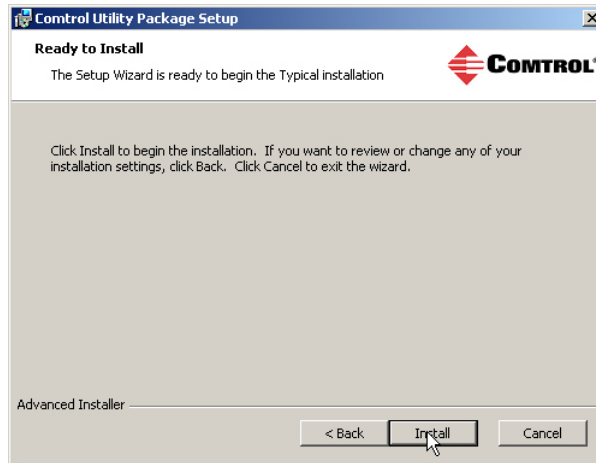 Comtrol Utility Package Setup
Ready to Install
The Setup Wizard is ready to begin the Typical installation
COMTROL
Click Install to begin the installation. If you want to review or change any of your
installation settings, click Back. Click Cancel to exit the wizard.
Advanced Installer
< Back
Install
Cancel